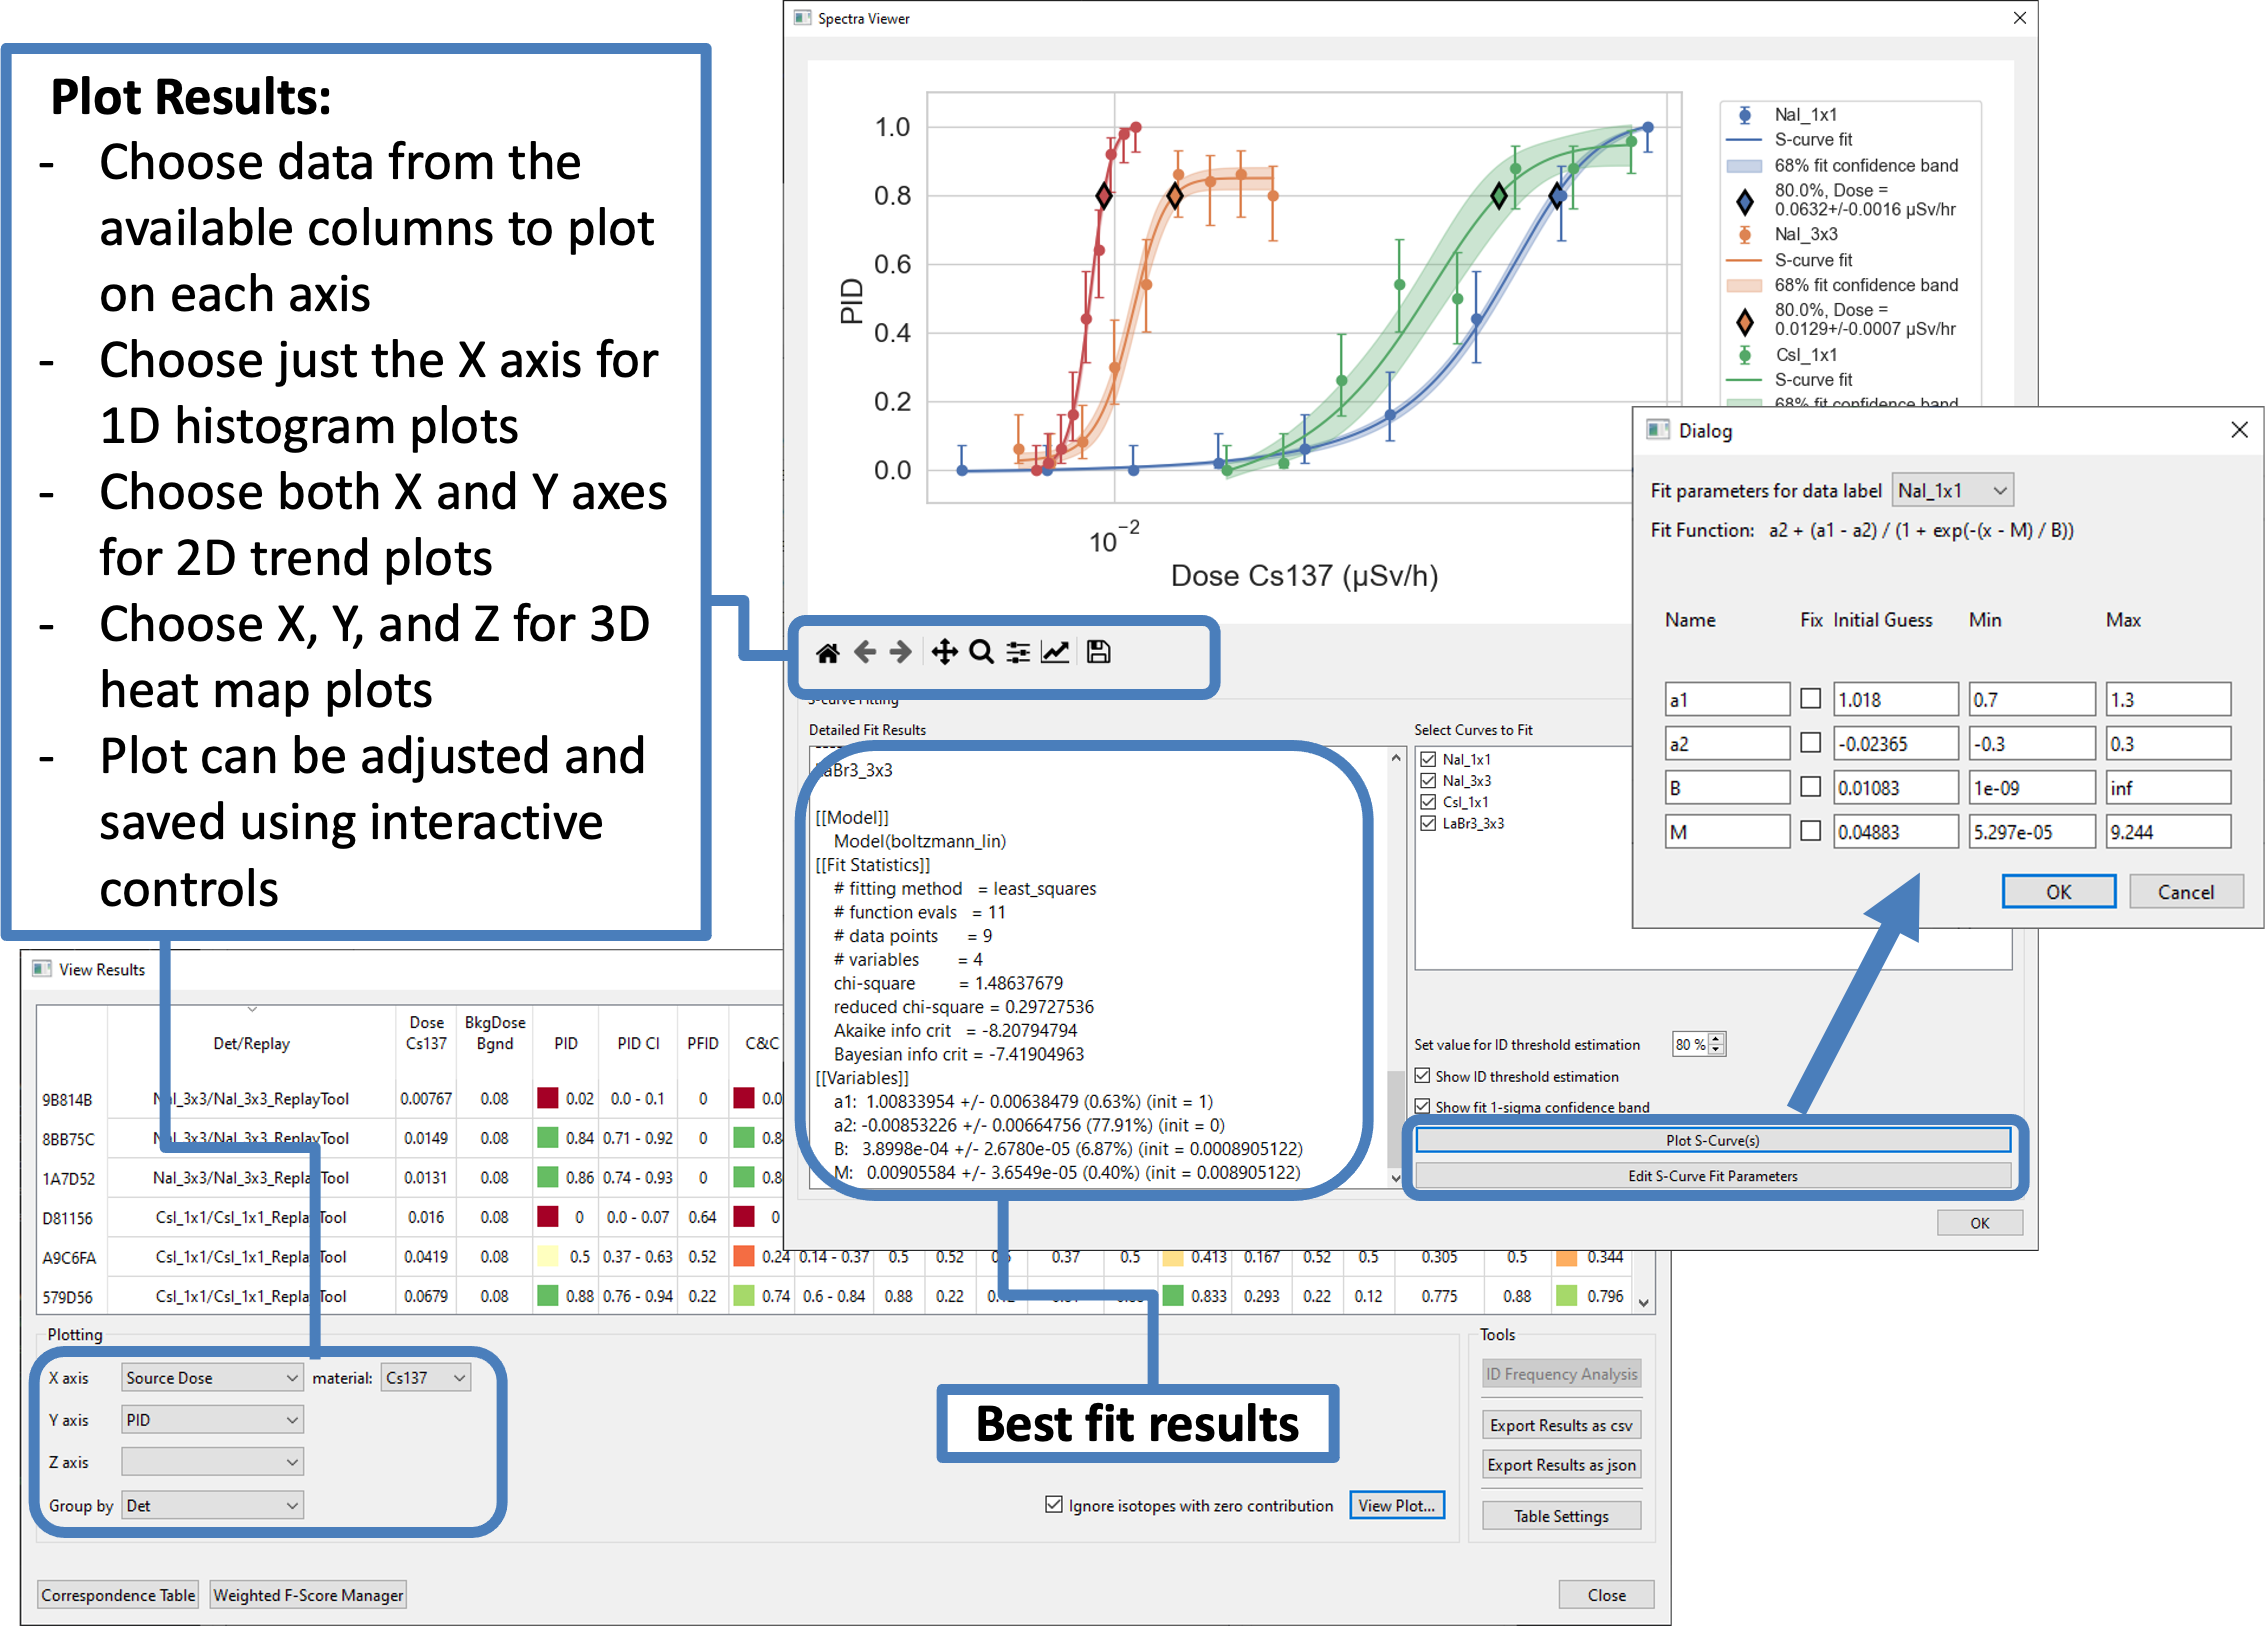 Plot Results:
- Choose data from the
available columns to plot
on each axis
- Choose just the X axis for
1D histogram plots
- Choose both X and Y axes
for 2D trend plots
- Choose X, Y, and Z for 3D
heat map plots
- Plot can be adjusted and
saved using interactive
controls
Spectra Viewer
1.0
0.8
0.6
0.4
0.2
0.0
PID
10⁻²
Dose Cs137 (μSv/h)
NaI_1x1
S-curve fit
68% fit confidence band
80.0%, Dose =
0.0632+/-0.0016 μSv/hr
NaI_3x3
S-curve fit
68% fit confidence band
80.0%, Dose =
0.0129+/-0.0007 μSv/hr
CsI_1x1
S-curve fit
68% fit confidence band
Dialog
Fit parameters for data label NaI_1x1
Fit Function: a2 + (a1 - a2) / (1 + exp(-(x - M) / B))
Name Fix Initial Guess Min Max
a1 1.018 0.7 1.3
a2 -0.02365 -0.3 0.3
B 0.01083 1e-09 inf
M 0.04883 5.297e-05 9.244
OK Cancel
S-curve Fitting
Detailed Fit Results
LaBr3_3x3
[[Model]]
Model(boltzmann_lin)
[[Fit Statistics]]
# fitting method = least_squares
# function evals = 11
# data points = 9
# variables = 4
chi-square = 1.48637679
reduced chi-square = 0.29727536
Akaike info crit = -8.20794794
Bayesian info crit = -7.41904963
[[Variables]]
a1: 1.00833954 +/- 0.00638479 (0.63%) (init = 1)
a2: -0.00853226 +/- 0.00664756 (77.91%) (init = 0)
B: 3.8998e-04 +/- 2.6780e-05 (6.87%) (init = 0.0008905122)
M: 0.00905584 +/- 3.6549e-05 (0.40%) (init = 0.008905122)
Select Curves to Fit
NaI_1x1
NaI_3x3
CsI_1x1
LaBr3_3x3
Set value for ID threshold estimation 80 %
Show ID threshold estimation
Show fit 1-sigma confidence band
Plot S-Curve(s)
Edit S-Curve Fit Parameters
OK
View Results
Det/Replay Dose Cs137 BkgDose Bgnd PID PID CI PFID C&C
9B814B NaI_3x3/NaI_3x3_ReplayTool 0.00767 0.08 0.02 0.0 - 0.1 0 0.0
8BB75C NaI_3x3/NaI_3x3_ReplayTool 0.0149 0.08 0.84 0.71 - 0.92 0 0.8
1A7D52 NaI_3x3/NaI_3x3_ReplayTool 0.0131 0.08 0.86 0.74 - 0.93 0 0.8
D81156 CsI_1x1/CsI_1x1_ReplayTool 0.016 0.08 0 0.0 - 0.07 0.64 0
A9C6FA CsI_1x1/CsI_1x1_ReplayTool 0.0419 0.08 0.5 0.37 - 0.63 0.52 0.24 0.14 - 0.37 0.5 0.52 0.37 0.5 0.413 0.167 0.52 0.5 0.305 0.5 0.344
579D56 CsI_1x1/CsI_1x1_ReplayTool 0.0679 0.08 0.88 0.76 - 0.94 0.22 0.74 0.6 - 0.84 0.88 0.22 0.833 0.293 0.22 0.12 0.775 0.88 0.796
Plotting
X axis Source Dose material: Cs137
Y axis PID
Z axis
Group by Det
Best fit results
Ignore isotopes with zero contribution View Plot...
Tools
ID Frequency Analysis
Export Results as csv
Export Results as json
Table Settings
Correspondence Table Weighted F-Score Manager Close